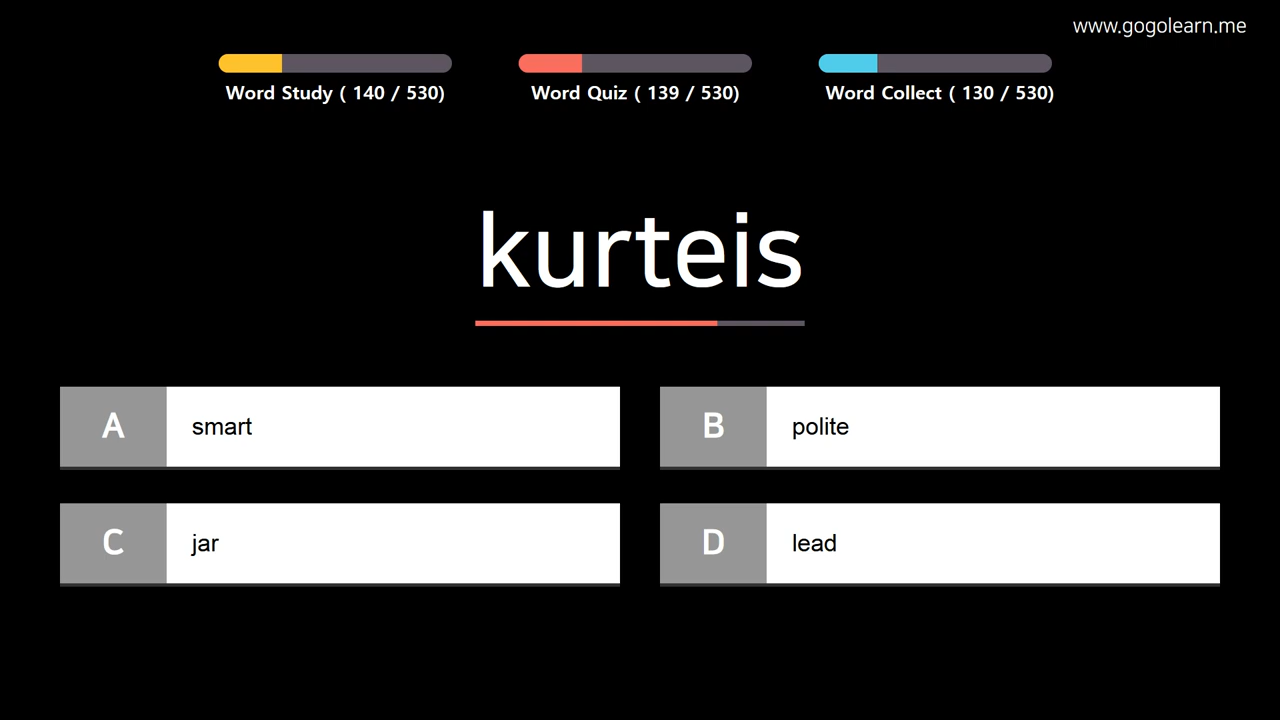 www.gogolearn.me
Word Study ( 140 / 530)
Word Quiz ( 139 / 530)
Word Collect ( 130 / 530)
kurteis
A smart
B polite
C jar
D lead